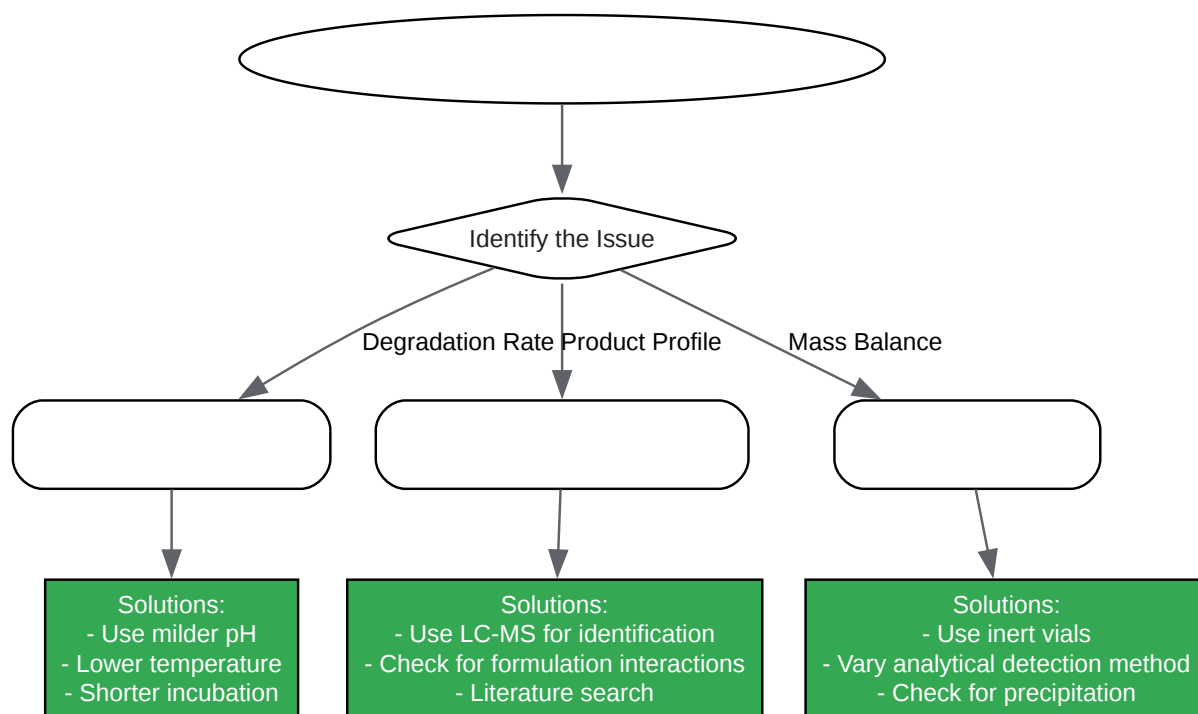 Identify the Issue
Degradation Rate
Product Profile
Mass Balance
Solutions:
- Use milder pH
- Lower temperature
- Shorter incubation
Solutions:
- Use LC-MS for identification
- Check for formulation interactions
- Literature search
Solutions:
- Use inert vials
- Vary analytical detection method
- Check for precipitation